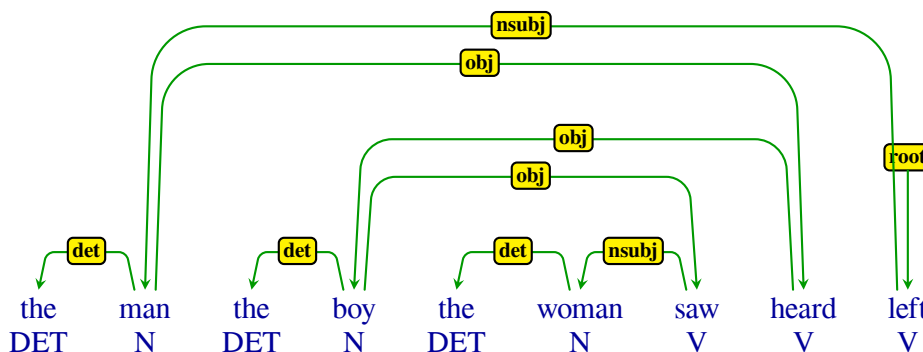 nsubj
obj
obj
root
obj
det det det nsubj
the man the boy the woman saw heard left
DET N DET N DET N V V V